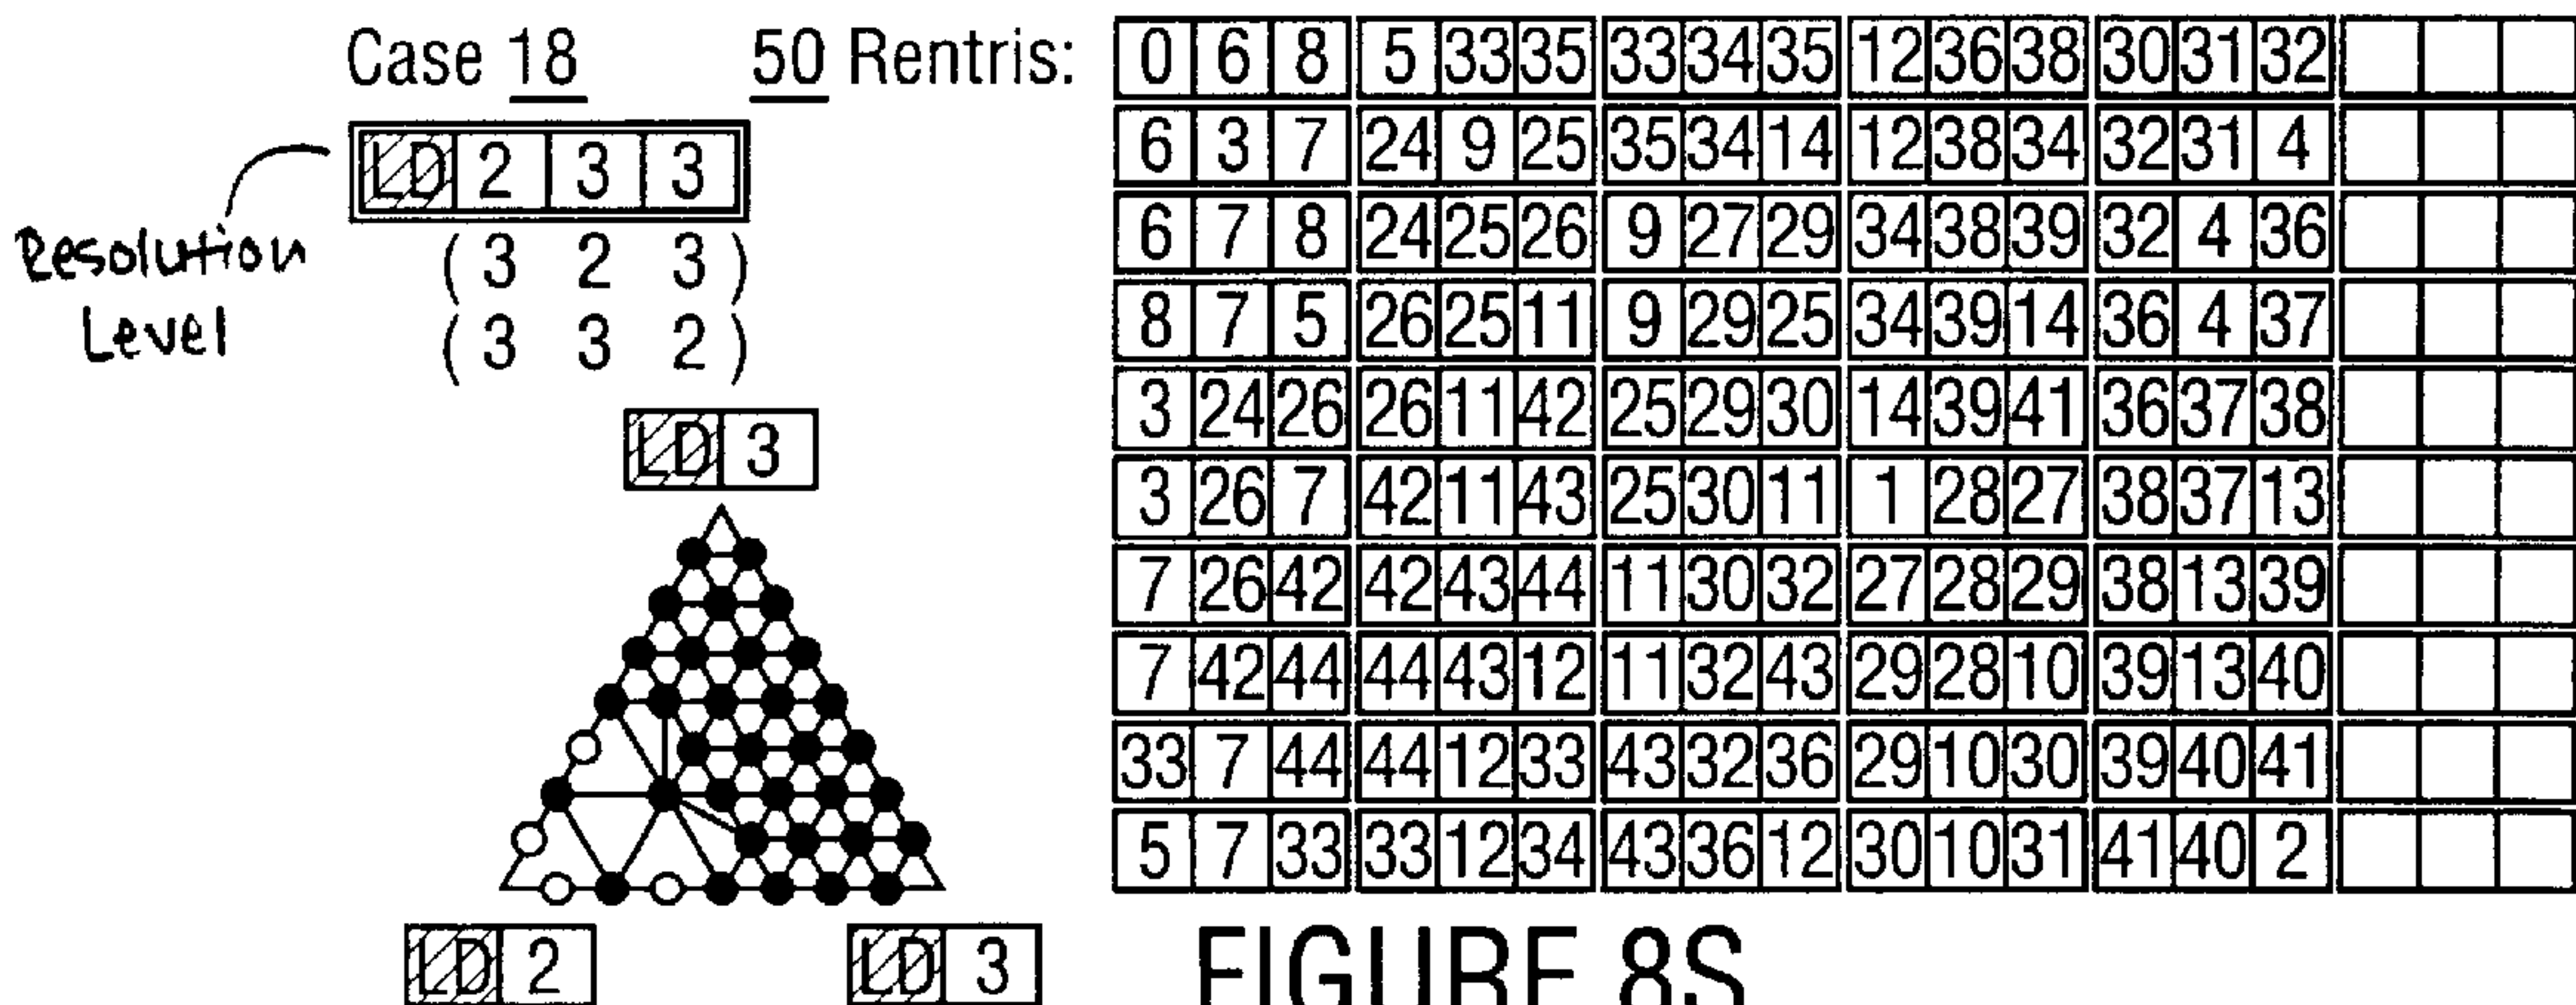 Case 18 50 Rentris:
LD 2 3 3
(3 2 3)
(3 3 2)
Resolution
Level
LD 3
LD 2
LD 3
0 6 8 5 33 35 33 34 35 12 36 38 30 31 32
6 3 7 24 9 25 35 34 14 12 38 34 32 31 4
6 7 8 24 25 26 9 27 29 34 38 39 32 4 36
8 7 5 26 25 11 9 29 25 34 39 14 36 4 37
3 24 26 26 11 42 25 29 30 14 39 41 36 37 38
3 26 7 42 11 43 25 30 11 1 28 27 38 37 13
7 26 42 42 43 44 11 30 32 27 28 29 38 13 39
7 42 44 44 43 12 11 32 43 29 28 10 39 13 40
33 7 44 44 12 33 43 32 36 29 10 30 39 40 41
5 7 33 33 12 34 43 36 12 30 10 31 41 40 2
FIGURE 8S